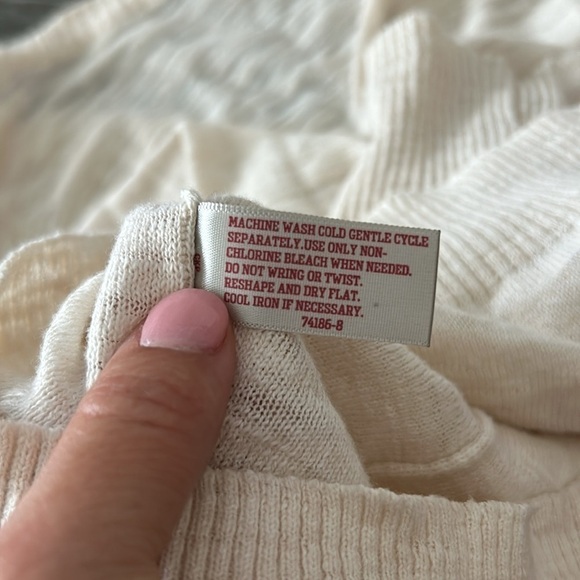 MACHINE WASH COLD GENTLE CYCLE
SEPARATELY.USE ONLY NON-
CHLORINE BLEACH WHEN NEEDED.
DO NOT WRING OR TWIST.
RESHAPE AND DRY FLAT.
COOL IRON IF NECESSARY.
74186-8